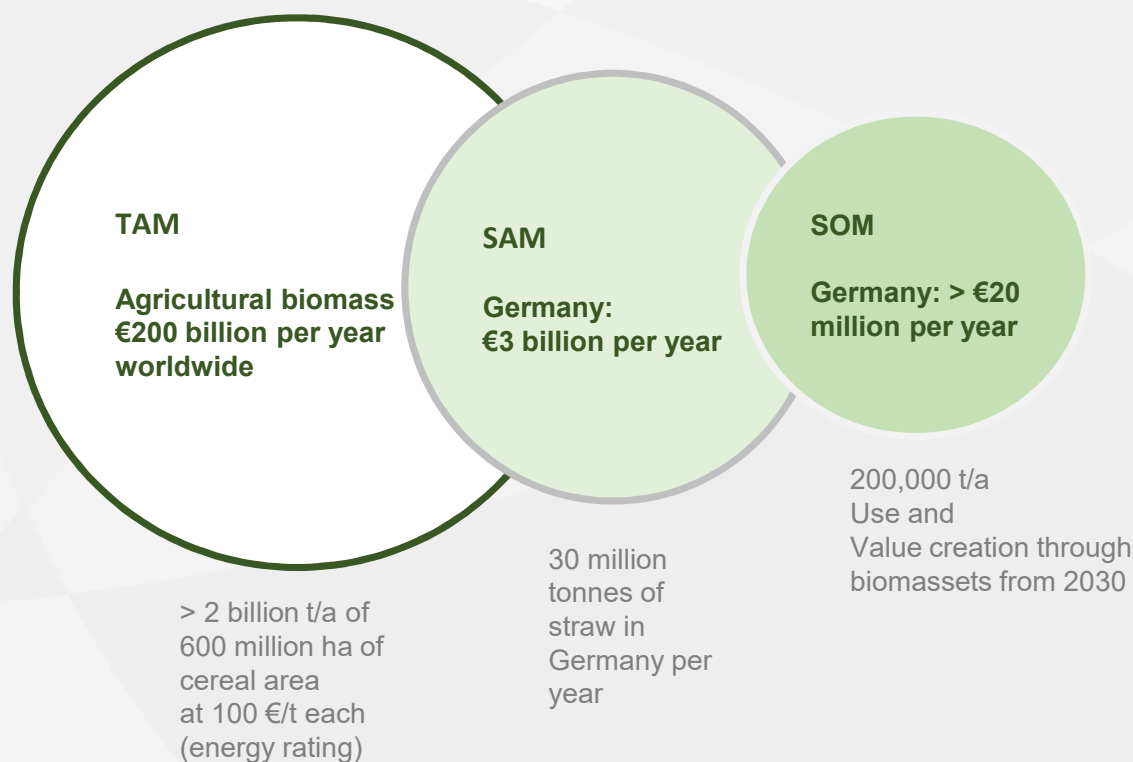 TAM
Agricultural biomass
€200 billion per year
worldwide
SAM
Germany:
€3 billion per year
SOM
Germany: > €20
million per year
> 2 billion t/a of
600 million ha of
cereal area
at 100 €/t each
(energy rating)
30 million
tonnes of
straw in
Germany per
year
200,000 t/a
Use and
Value creation through
biomassets from 2030